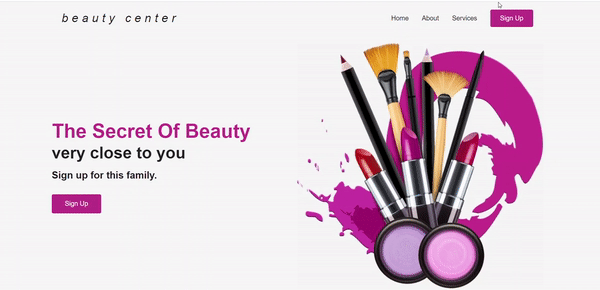 beauty center
Home About Services Sign Up
The Secret Of Beauty
very close to you
Sign up for this family.
Sign Up